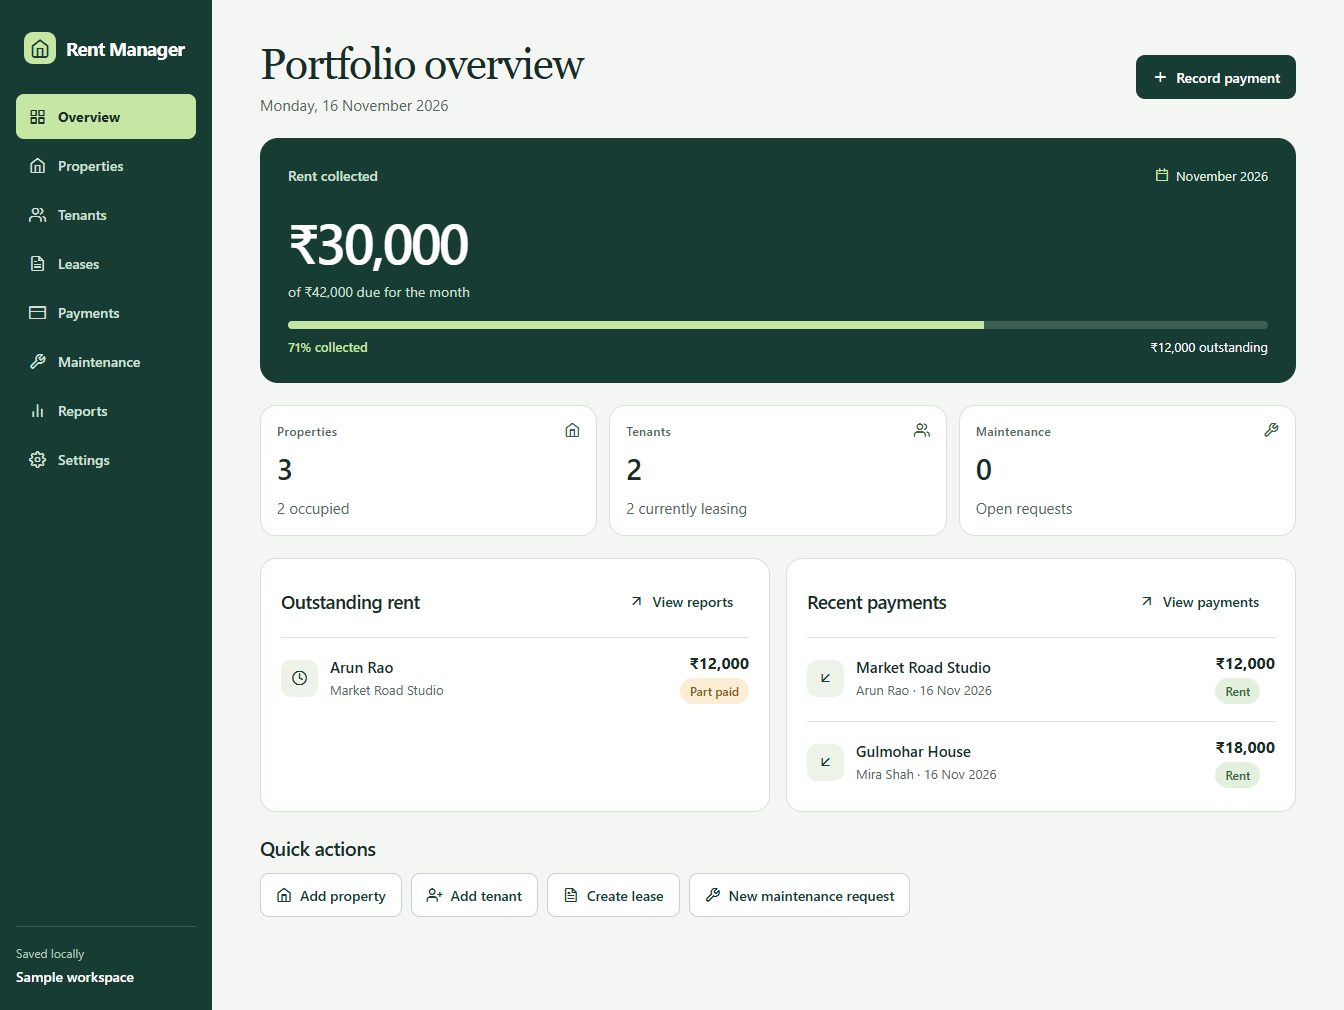 Rent Manager
Overview
Properties
Tenants
Leases
Payments
Maintenance
Reports
Settings
Saved locally
Sample workspace
Portfolio overview
Monday, 16 November 2026
Record payment
Rent collected
November 2026
₹30,000
of ₹42,000 due for the month
71% collected
₹12,000 outstanding
Properties
3
2 occupied
Tenants
2
2 currently leasing
Maintenance
0
Open requests
Outstanding rent
View reports
Arun Rao
Market Road Studio
₹12,000
Part paid
Recent payments
View payments
Market Road Studio
Arun Rao · 16 Nov 2026
₹12,000
Rent
Gulmohar House
Mira Shah · 16 Nov 2026
₹18,000
Rent
Quick actions
Add property
Add tenant
Create lease
New maintenance request